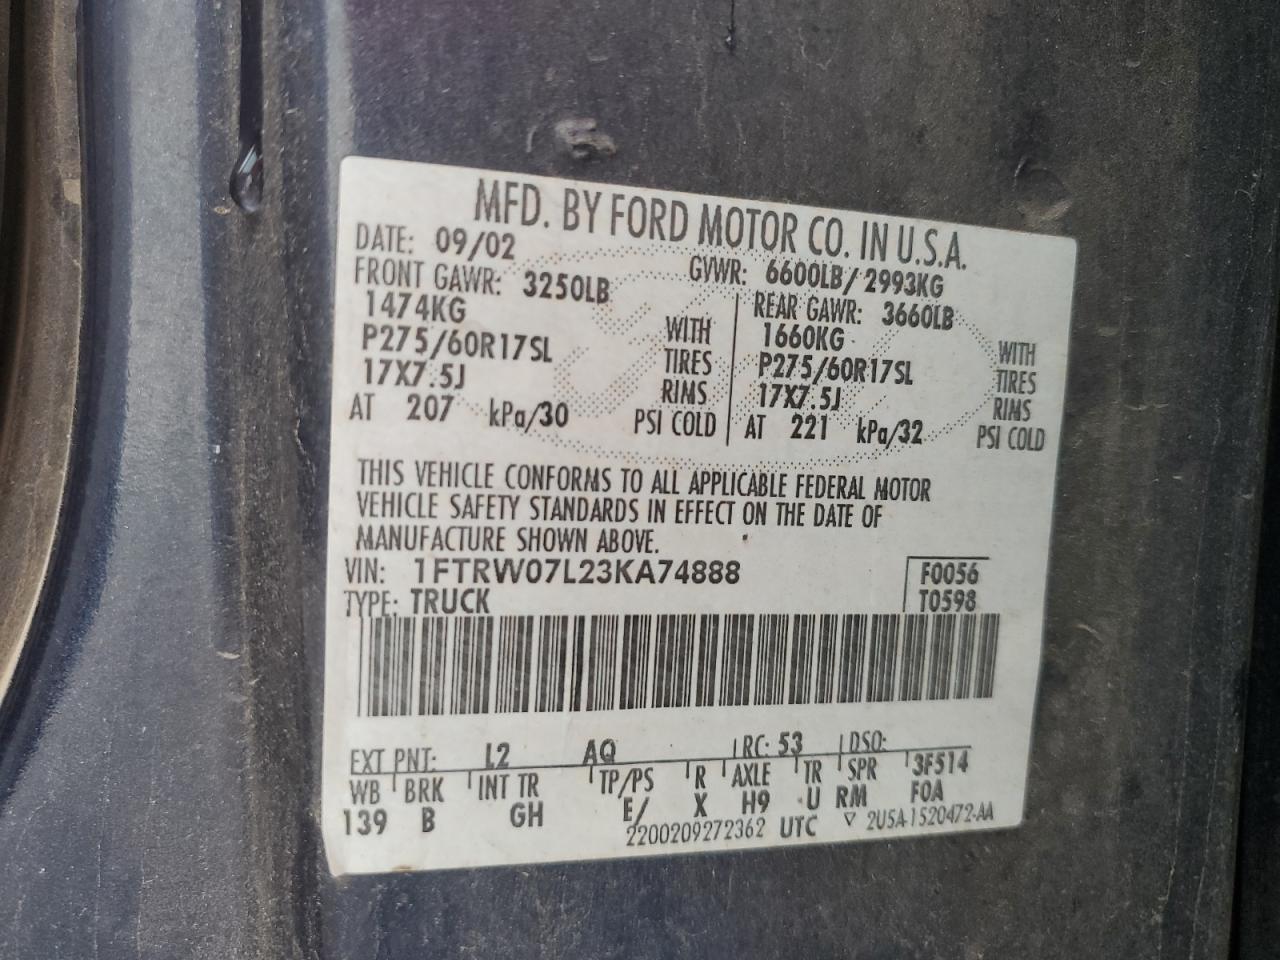 MFD. BY FORD MOTOR CO. IN U.S.A.
DATE: 09/02 GVWR: 6600LB/2993KG
FRONT GAWR: 3250LB REAR GAWR: 3660LB
1474KG WITH 1660KG WITH
P275/60R17SL TIRES P275/60R17SL TIRES
17X7.5J RIMS 17X7.5J RIMS
AT 207 kPa/30 PSI COLD AT 221 kPa/32 PSI COLD
THIS VEHICLE CONFORMS TO ALL APPLICABLE FEDERAL MOTOR
VEHICLE SAFETY STANDARDS IN EFFECT ON THE DATE OF
MANUFACTURE SHOWN ABOVE.
VIN: 1FTRW07L23KA74888 F0056
TYPE: TRUCK T0598
EXT PNT: L2 AQ RC: 53 DSO:
WB BRK INT TR TP/PS R AXLE TR SPR 3F514
139 B GH E/ X H9 U RM F0A
2200209272362 UTC ▽ 2U5A-1520472-AA